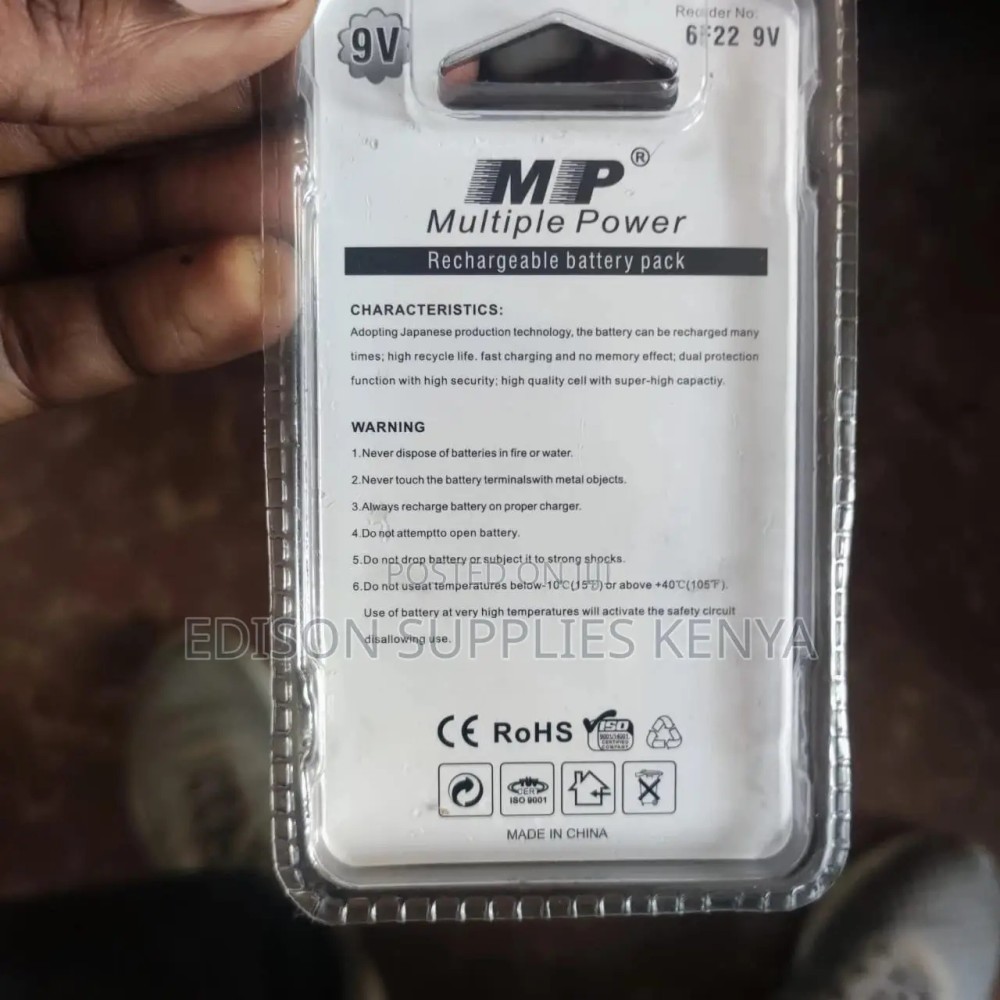 9V
Reorder No:
6F22 9V
MP®
Multiple Power
Rechargeable battery pack
CHARACTERISTICS:
Adopting Japanese production technology, the battery can be recharged many
times; high recycle life. fast charging and no memory effect; dual protection
function with high security; high quality cell with super-high capactiy.
WARNING
1.Never dispose of batteries in fire or water.
2.Never touch the battery terminalswith metal objects.
3.Always recharge battery on proper charger.
4.Do not attemptto open battery.
5.Do not drop battery or subject it to strong shocks.
POSTED ON JIJI
6.Do not useat temperatures below-10℃(15℉) or above +40℃(105℉).
Use of battery at very high temperatures will activate the safety circuit
EDISON SUPPLIES KENYA
disallowing use.
CE RoHS ISO
TÜV
CERT
ISO 9001
MADE IN CHINA